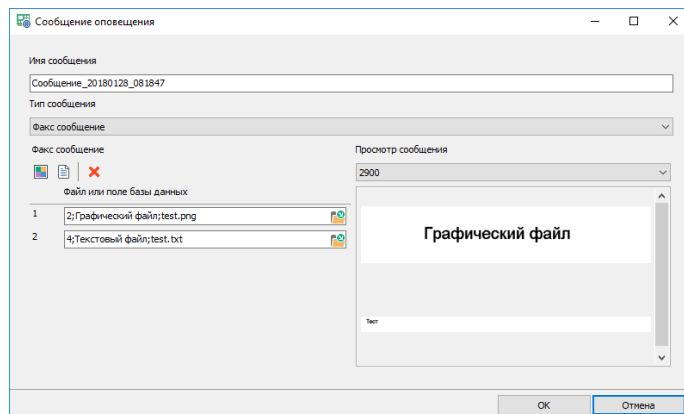 Сообщение оповещения
Имя сообщения
Сообщение_20180128_081847
Тип сообщения
Факс сообщение
Факс сообщение
Просмотр сообщения
2900
Файл или поле базы данных
1
2;Графический файл;test.png
2
4;Текстовый файл;test.txt
Графический файл
Тест
OK
Отмена